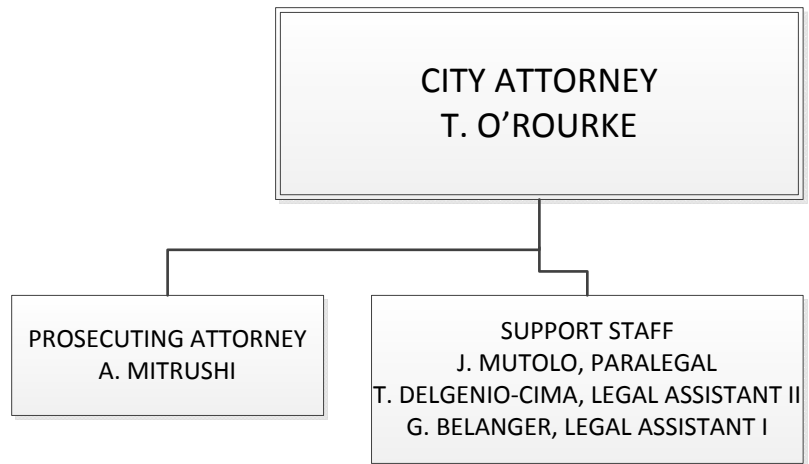 CITY ATTORNEY
T. O’ROURKE
PROSECUTING ATTORNEY
A. MITRUSHI
SUPPORT STAFF
J. MUTOLO, PARALEGAL
T. DELGENIO-CIMA, LEGAL ASSISTANT II
G. BELANGER, LEGAL ASSISTANT I